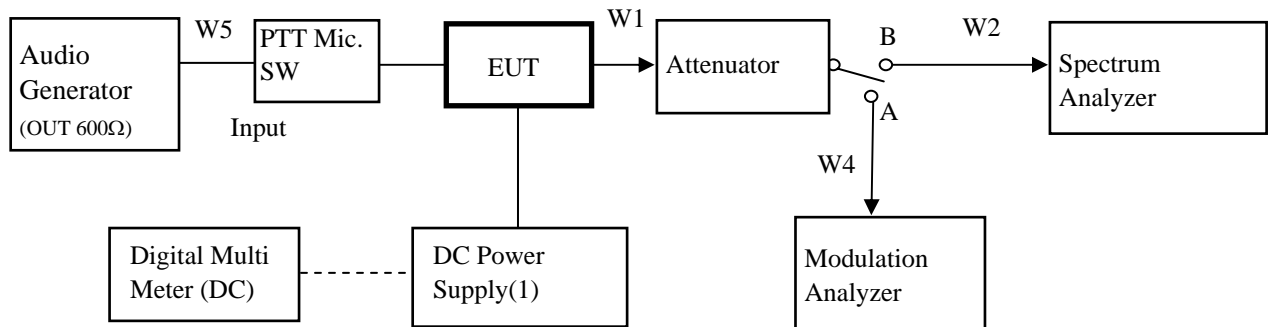 W5
Audio
Generator
(OUT 600Ω)
PTT Mic.
SW
Input
EUT
W1
Attenuator
B
A
W2
Spectrum
Analyzer
W4
Digital Multi
Meter (DC)
DC Power
Supply(1)
Modulation
Analyzer